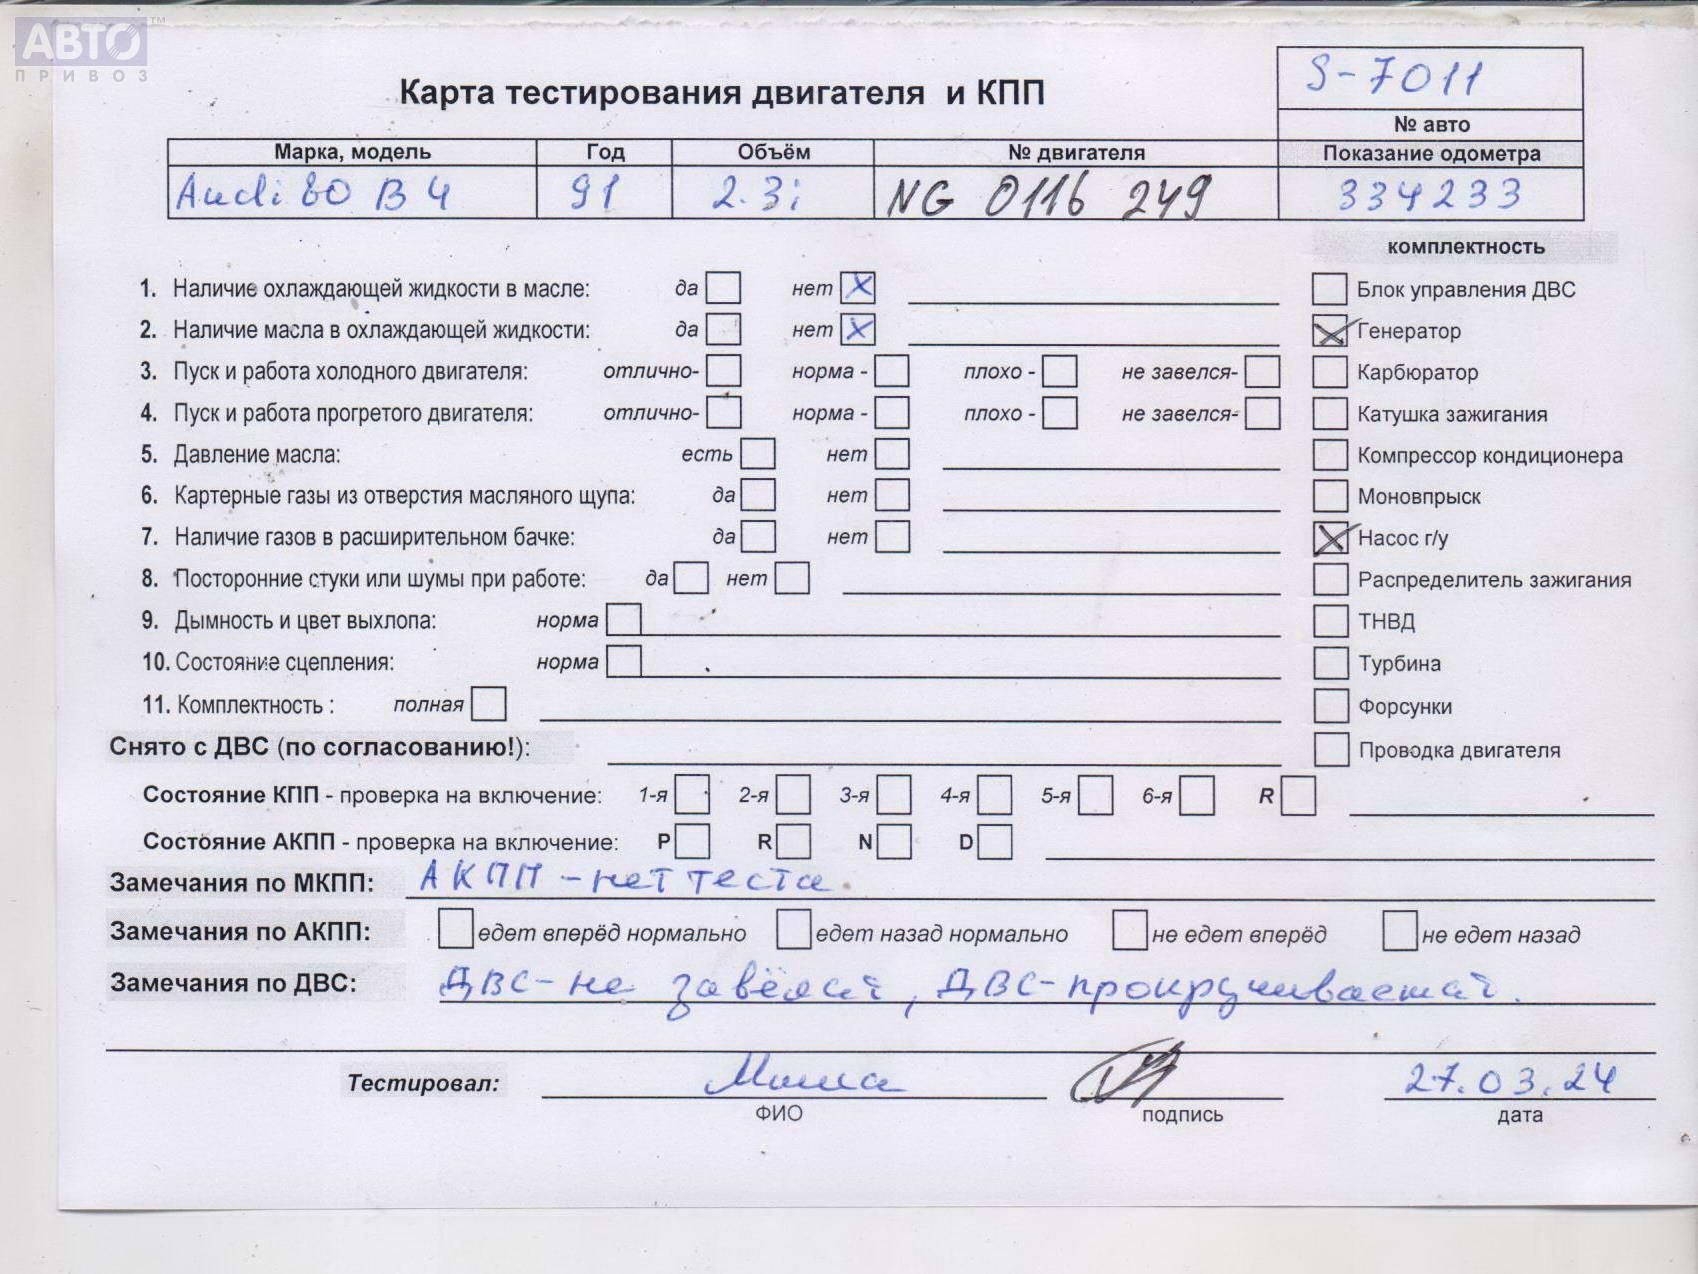 АВТО™
ПРИВОЗ
S-7011
Карта тестирования двигателя и КПП
№ авто
Марка, модель Год Объём № двигателя Показание одометра
Audi 80 B4 91 2.3i NG 0116 249 334233
комплектность
1. Наличие охлаждающей жидкости в масле: да нет X Блок управления ДВС
2. Наличие масла в охлаждающей жидкости: да нет X X Генератор
3. Пуск и работа холодного двигателя: отлично- норма - плохо - не завелся- Карбюратор
4. Пуск и работа прогретого двигателя: отлично- норма - плохо - не завелся- Катушка зажигания
5. Давление масла: есть нет Компрессор кондиционера
6. Картерные газы из отверстия масляного щупа: да нет Моновпрыск
7. Наличие газов в расширительном бачке: да нет X Насос г/у
8. Посторонние стуки или шумы при работе: да нет Распределитель зажигания
9. Дымность и цвет выхлопа: норма ТНВД
10. Состояние сцепления: норма Турбина
11. Комплектность : полная Форсунки
Снято с ДВС (по согласованию!): Проводка двигателя
Состояние КПП - проверка на включение: 1-я 2-я 3-я 4-я 5-я 6-я R
Состояние АКПП - проверка на включение: P R N D
Замечания по МКПП: АКПП - нет теста.
Замечания по АКПП: едет вперёд нормально едет назад нормально не едет вперёд не едет назад
Замечания по ДВС: ДВС - не завёлся, ДВС - прокручивается.
Тестировал: 27.03.24
ФИО подпись дата